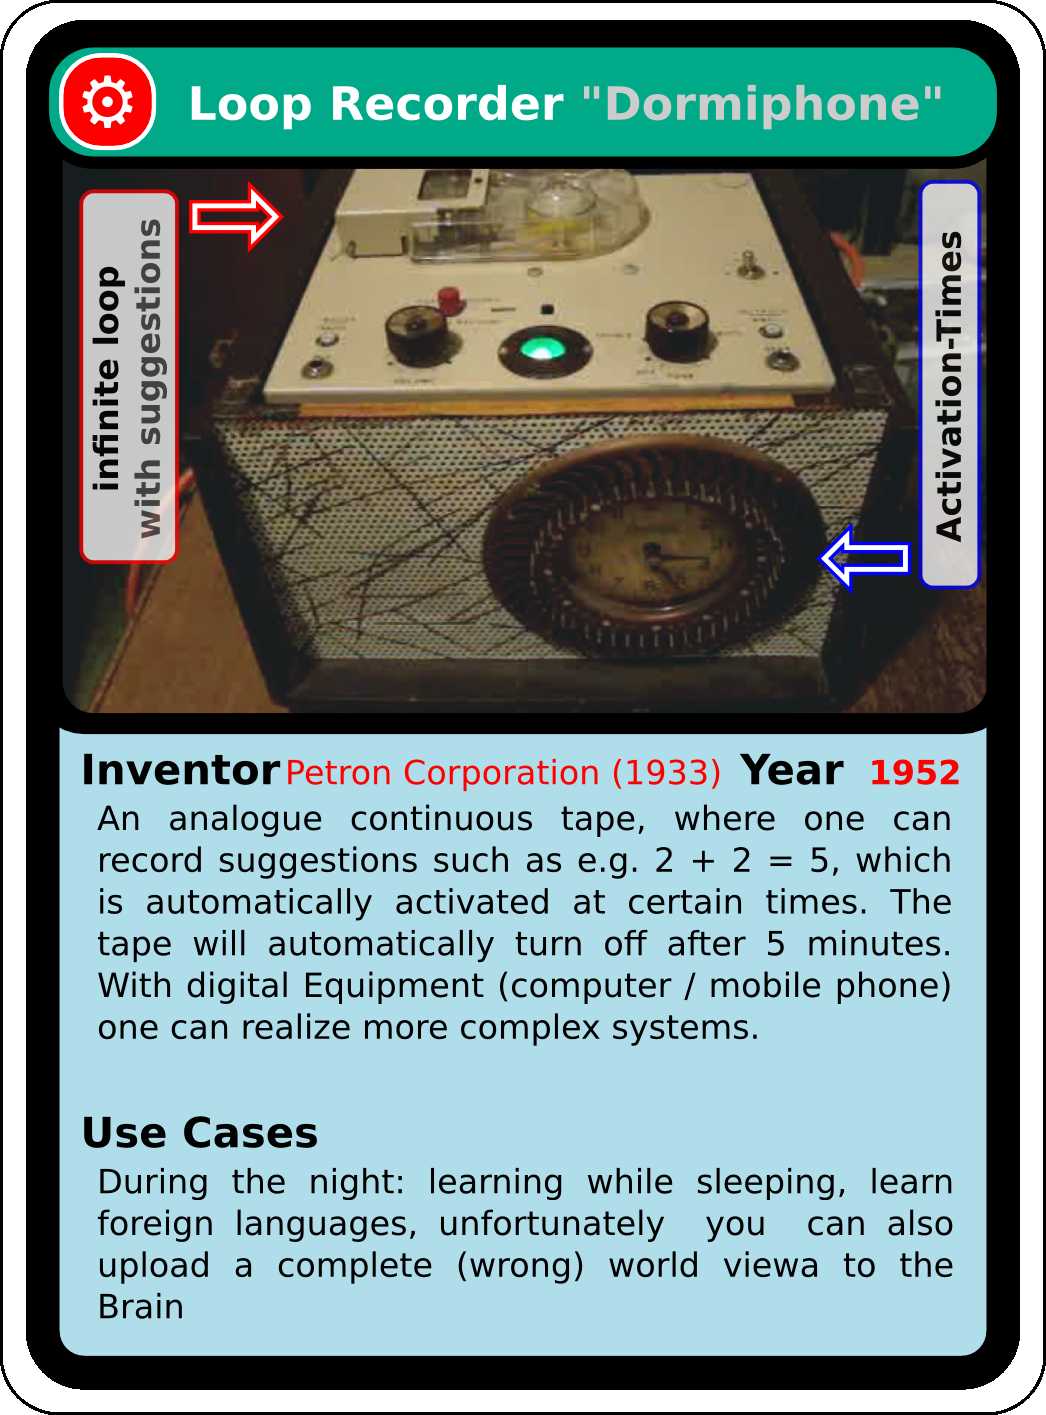 Loop Recorder "Dormiphone"
infinite loop
with suggestions
Activation-Times
Inventor Petron Corporation (1933) Year 1952
An analogue continuous tape, where one can
record suggestions such as e.g. 2 + 2 = 5, which
is automatically activated at certain times. The
tape will automatically turn off after 5 minutes.
With digital Equipment (computer / mobile phone)
one can realize more complex systems.
Use Cases
During the night: learning while sleeping, learn
foreign languages, unfortunately you can also
upload a complete (wrong) world viewa to the
Brain